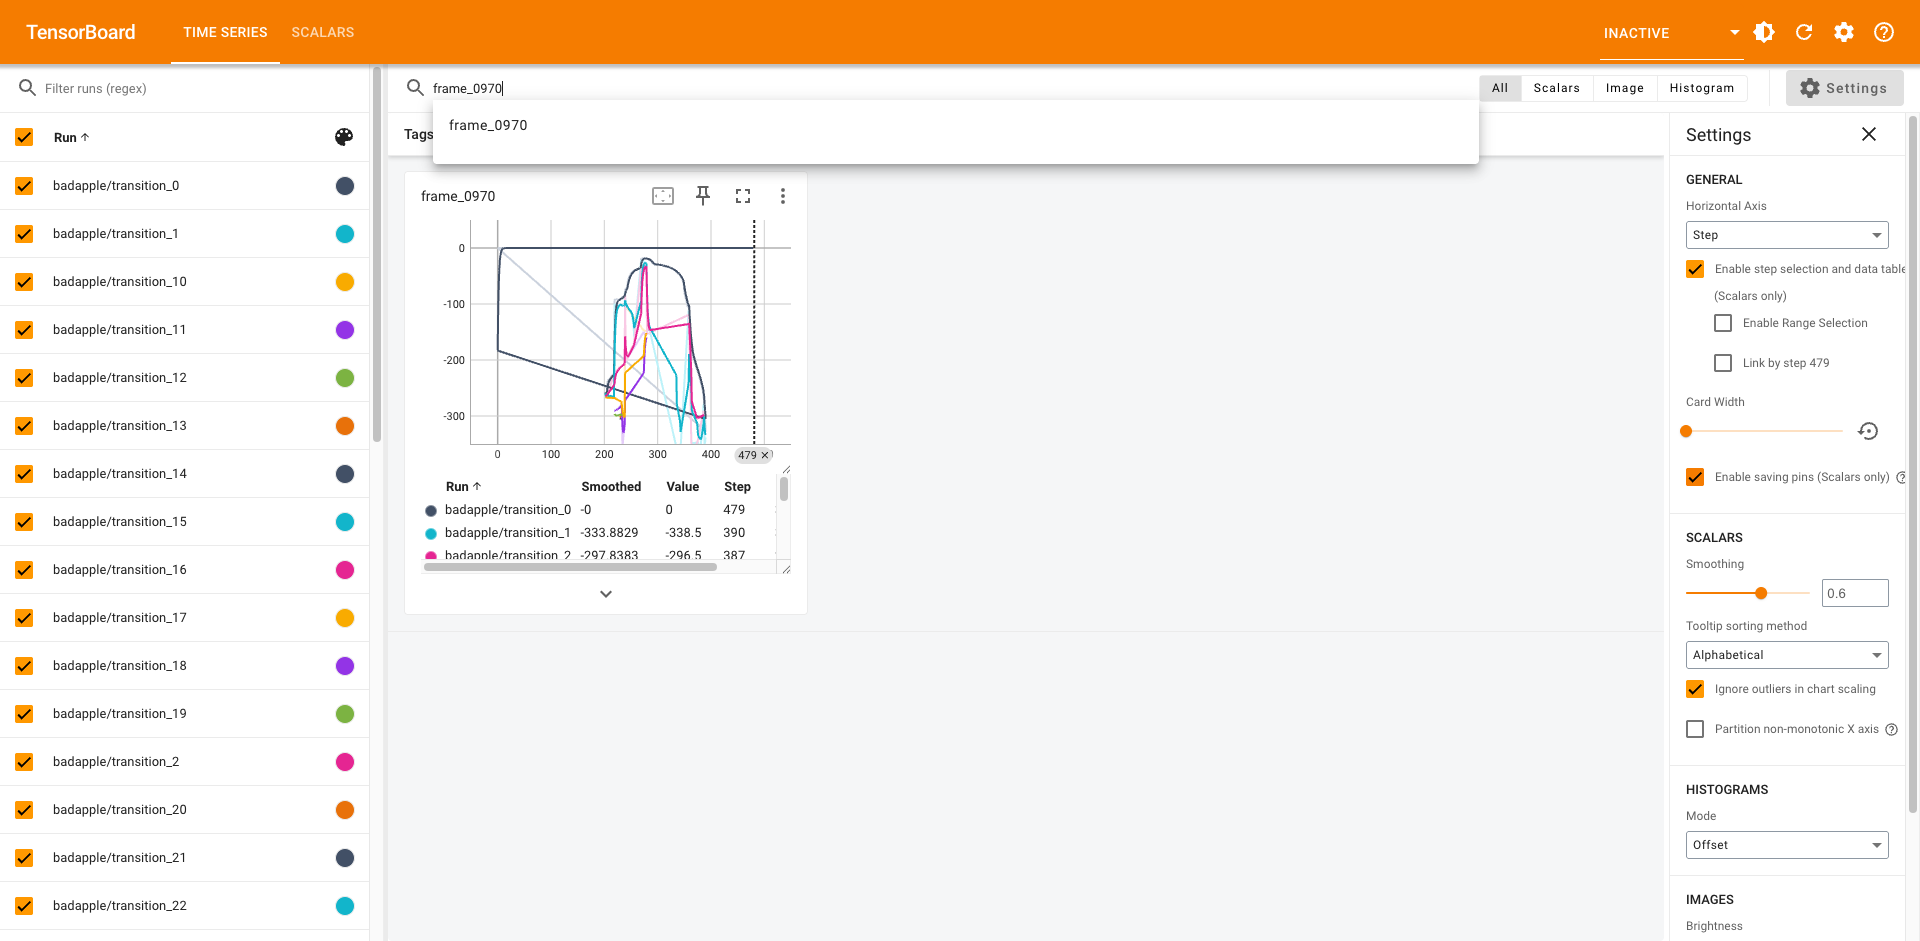 TensorBoard
TIME SERIES
SCALARS
INACTIVE
Filter runs (regex)
frame_0970
All
Scalars
Image
Histogram
Settings
Run
badapple/transition_0
badapple/transition_1
badapple/transition_10
badapple/transition_11
badapple/transition_12
badapple/transition_13
badapple/transition_14
badapple/transition_15
badapple/transition_16
badapple/transition_17
badapple/transition_18
badapple/transition_19
badapple/transition_2
badapple/transition_20
badapple/transition_21
badapple/transition_22
frame_0970
Tags
frame_0970
0
-100
-200
-300
0 100 200 300 400 479
Run Smoothed Value Step
badapple/transition_0 -0 0 479
badapple/transition_1 -333.8829 -338.5 390
badapple/transition_2 -297.8383 -296.5 387
Settings
GENERAL
Horizontal Axis
Step
Enable step selection and data table
(Scalars only)
Enable Range Selection
Link by step 479
Card Width
Enable saving pins (Scalars only)
SCALARS
Smoothing
0.6
Tooltip sorting method
Alphabetical
Ignore outliers in chart scaling
Partition non-monotonic X axis
HISTOGRAMS
Mode
Offset
IMAGES
Brightness